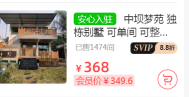 安心入驻 中坝梦苑 独
栋别墅 可单间 可整...
已售1474间
SVIP 8.8折
¥368
会员价¥349.6